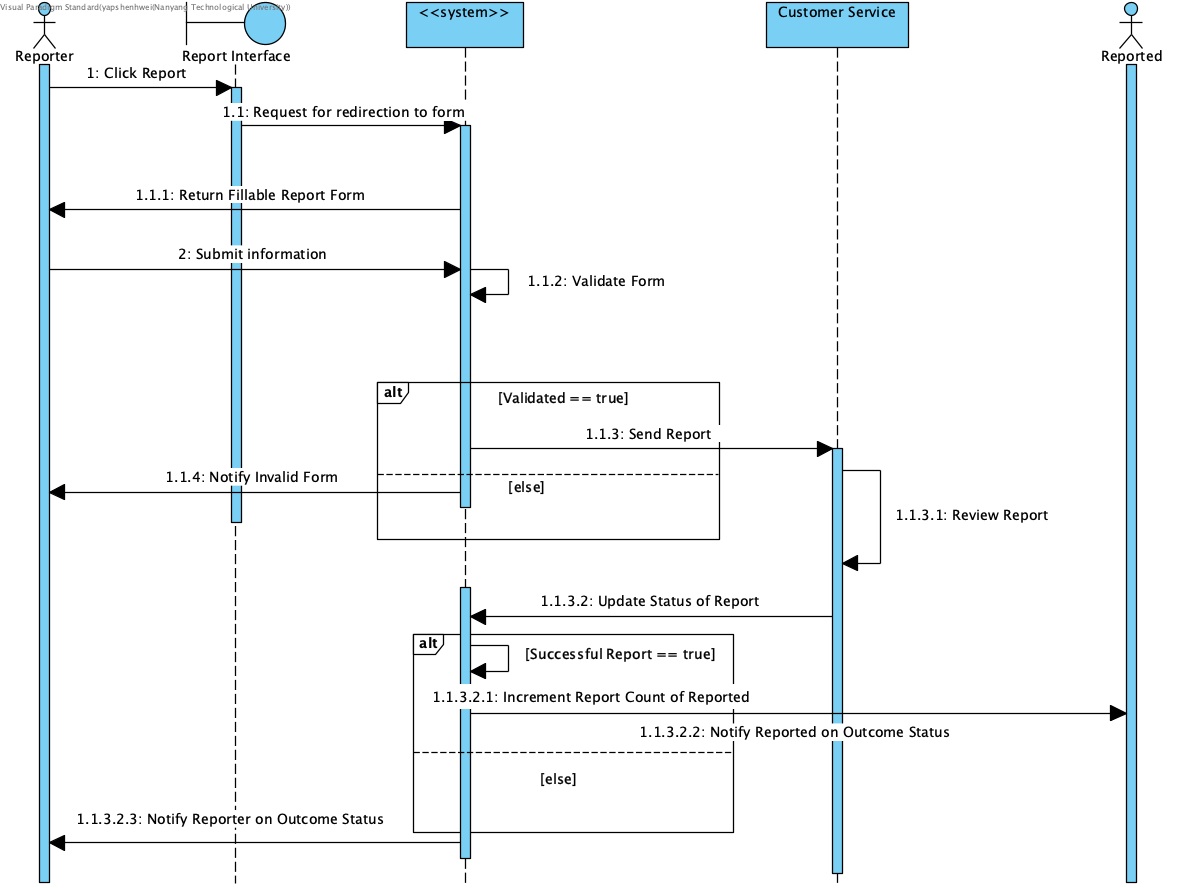 Visual Paradigm Standard(yapshenhwei(Nanyang Technological University))
<<system>>
Customer Service
Reporter
Report Interface
Reported
1: Click Report
1.1: Request for redirection to form
1.1.1: Return Fillable Report Form
2: Submit information
1.1.2: Validate Form
alt
[Validated == true]
1.1.3: Send Report
1.1.4: Notify Invalid Form
[else]
1.1.3.1: Review Report
1.1.3.2: Update Status of Report
alt
[Successful Report == true]
1.1.3.2.1: Increment Report Count of Reported
1.1.3.2.2: Notify Reported on Outcome Status
[else]
1.1.3.2.3: Notify Reporter on Outcome Status